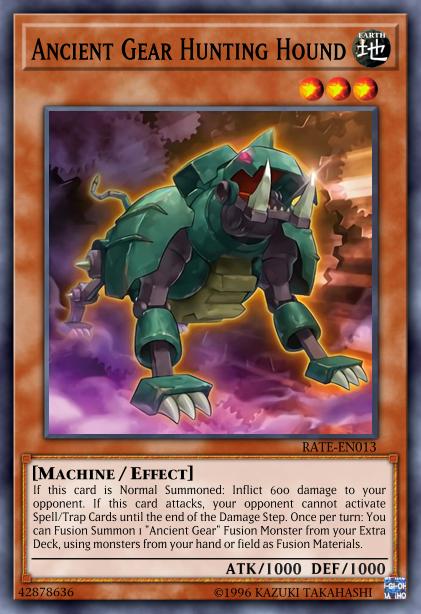 ANCIENT GEAR HUNTING HOUND
EARTH
地
RATE-EN013
[MACHINE / EFFECT]
If this card is Normal Summoned: Inflict 600 damage to your
opponent. If this card attacks, your opponent cannot activate
Spell/Trap Cards until the end of the Damage Step. Once per turn: You
can Fusion Summon 1 "Ancient Gear" Fusion Monster from your Extra
Deck, using monsters from your hand or field as Fusion Materials.
ATK/1000 DEF/1000
42878636
©1996 KAZUKI TAKAHASHI